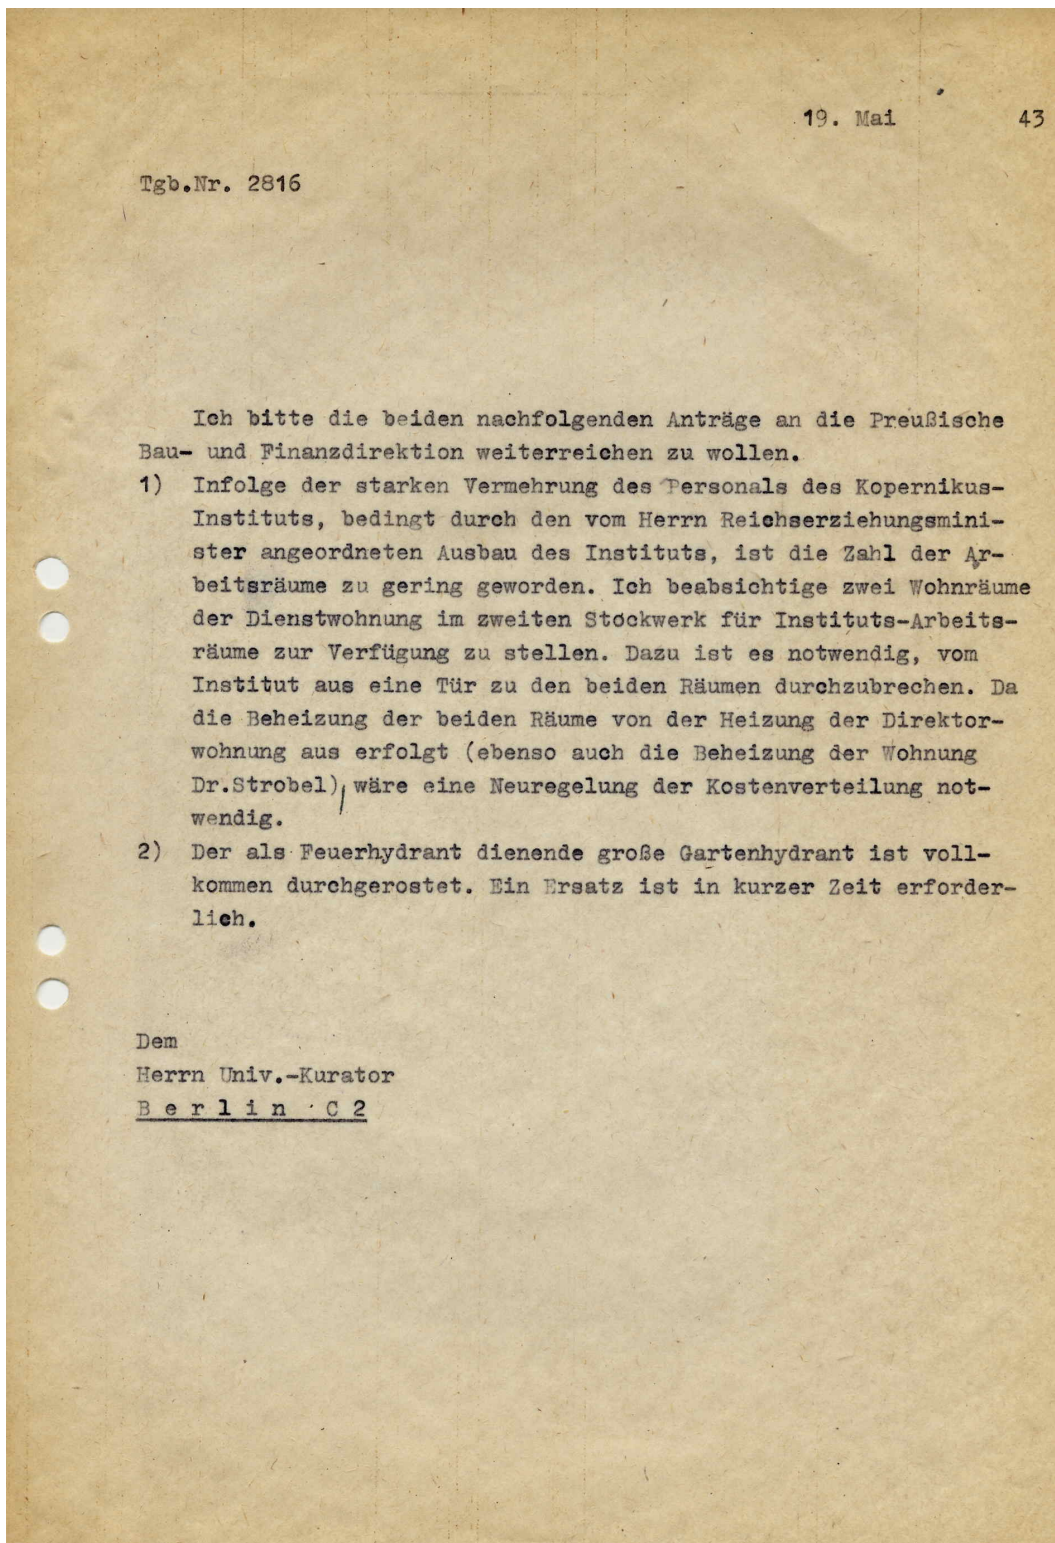 19. Mai 43
Tgb.Nr. 2816
Ich bitte die beiden nachfolgenden Anträge an die Preußische
Bau- und Finanzdirektion weiterreichen zu wollen.
1) Infolge der starken Vermehrung des Personals des Kopernikus-
Instituts, bedingt durch den vom Herrn Reichserziehungsmini-
ster angeordneten Ausbau des Instituts, ist die Zahl der Ar-
beitsräume zu gering geworden. Ich beabsichtige zwei Wohnräume
der Dienstwohnung im zweiten Stockwerk für Instituts-Arbeits-
räume zur Verfügung zu stellen. Dazu ist es notwendig, vom
Institut aus eine Tür zu den beiden Räumen durchzubrechen. Da
die Beheizung der beiden Räume von der Heizung der Direktor-
wohnung aus erfolgt (ebenso auch die Beheizung der Wohnung
Dr.Strobel), wäre eine Neuregelung der Kostenverteilung not-
wendig.
2) Der als Feuerhydrant dienende große Gartenhydrant ist voll-
kommen durchgerostet. Ein Ersatz ist in kurzer Zeit erforder-
lich.
Dem
Herrn Univ.-Kurator
B e r l i n C 2